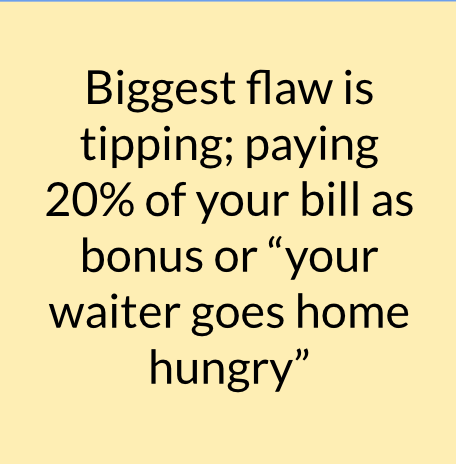 Biggest flaw is
tipping; paying
20% of your bill as
bonus or “your
waiter goes home
hungry”